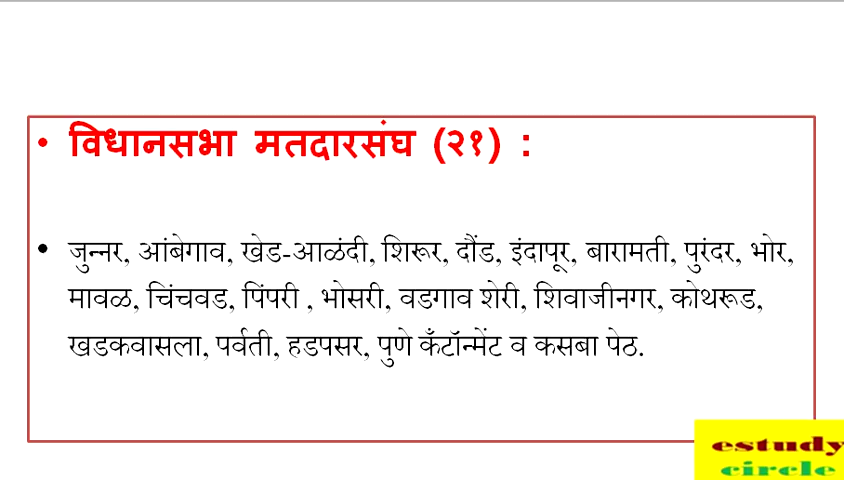 • विधानसभा मतदारसंघ (२१) :
• जुन्नर, आंबेगाव, खेड-आळंदी, शिरूर, दौंड, इंदापूर, बारामती, पुरंदर, भोर,
मावळ, चिंचवड, पिंपरी , भोसरी, वडगाव शेरी, शिवाजीनगर, कोथरूड,
खडकवासला, पर्वती, हडपसर, पुणे कँटॉन्मेंट व कसबा पेठ.
estudy
circle